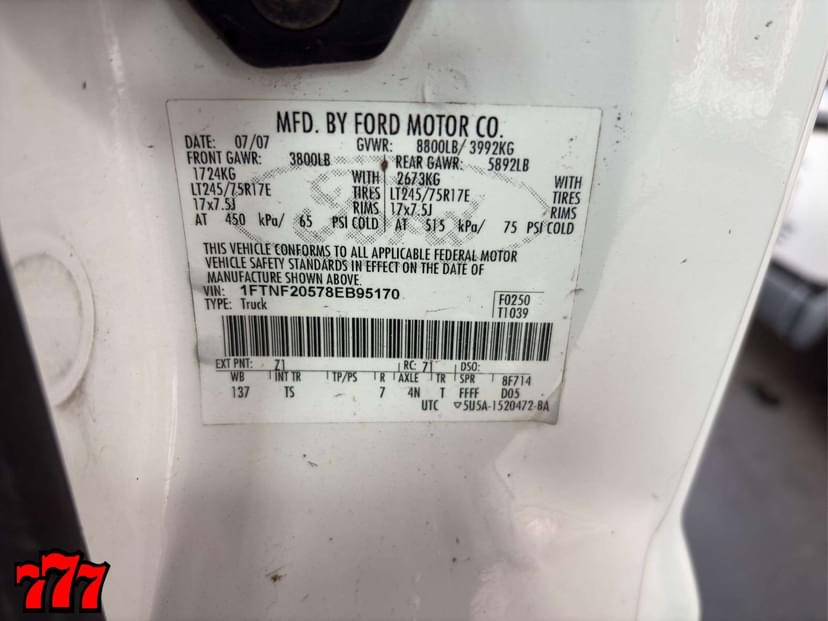 MFD. BY FORD MOTOR CO.
DATE: 07/07 GVWR: 8800LB/ 3992KG
FRONT GAWR: 3800LB REAR GAWR: 5892LB
1724KG WITH 2673KG WITH
LT245/75R17E TIRES LT245/75R17E TIRES
17x7.5J RIMS 17x7.5J RIMS
AT 450 kPa/ 65 PSI COLD AT 515 kPa/ 75 PSI COLD
THIS VEHICLE CONFORMS TO ALL APPLICABLE FEDERAL MOTOR
VEHICLE SAFETY STANDARDS IN EFFECT ON THE DATE OF
MANUFACTURE SHOWN ABOVE.
VIN: 1FTNF20578EB95170
TYPE: Truck
F0250
T1039
EXT PNT: Z1 RC: 71 DSO:
WB INT TR TP/PS R AXLE TR SPR 8F714
137 TS 7 4N T FFFF D05
UTC ▽5U5A-1520472-BA
777